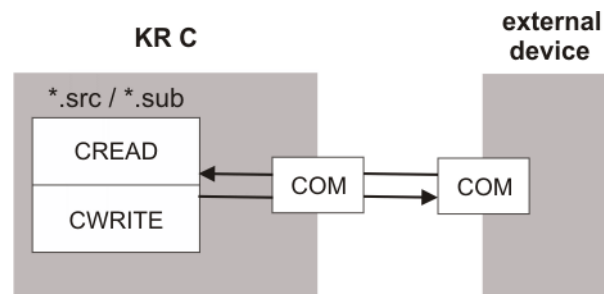 KR C
external
device
*.src / *.sub
CREAD
CWRITE
COM
COM